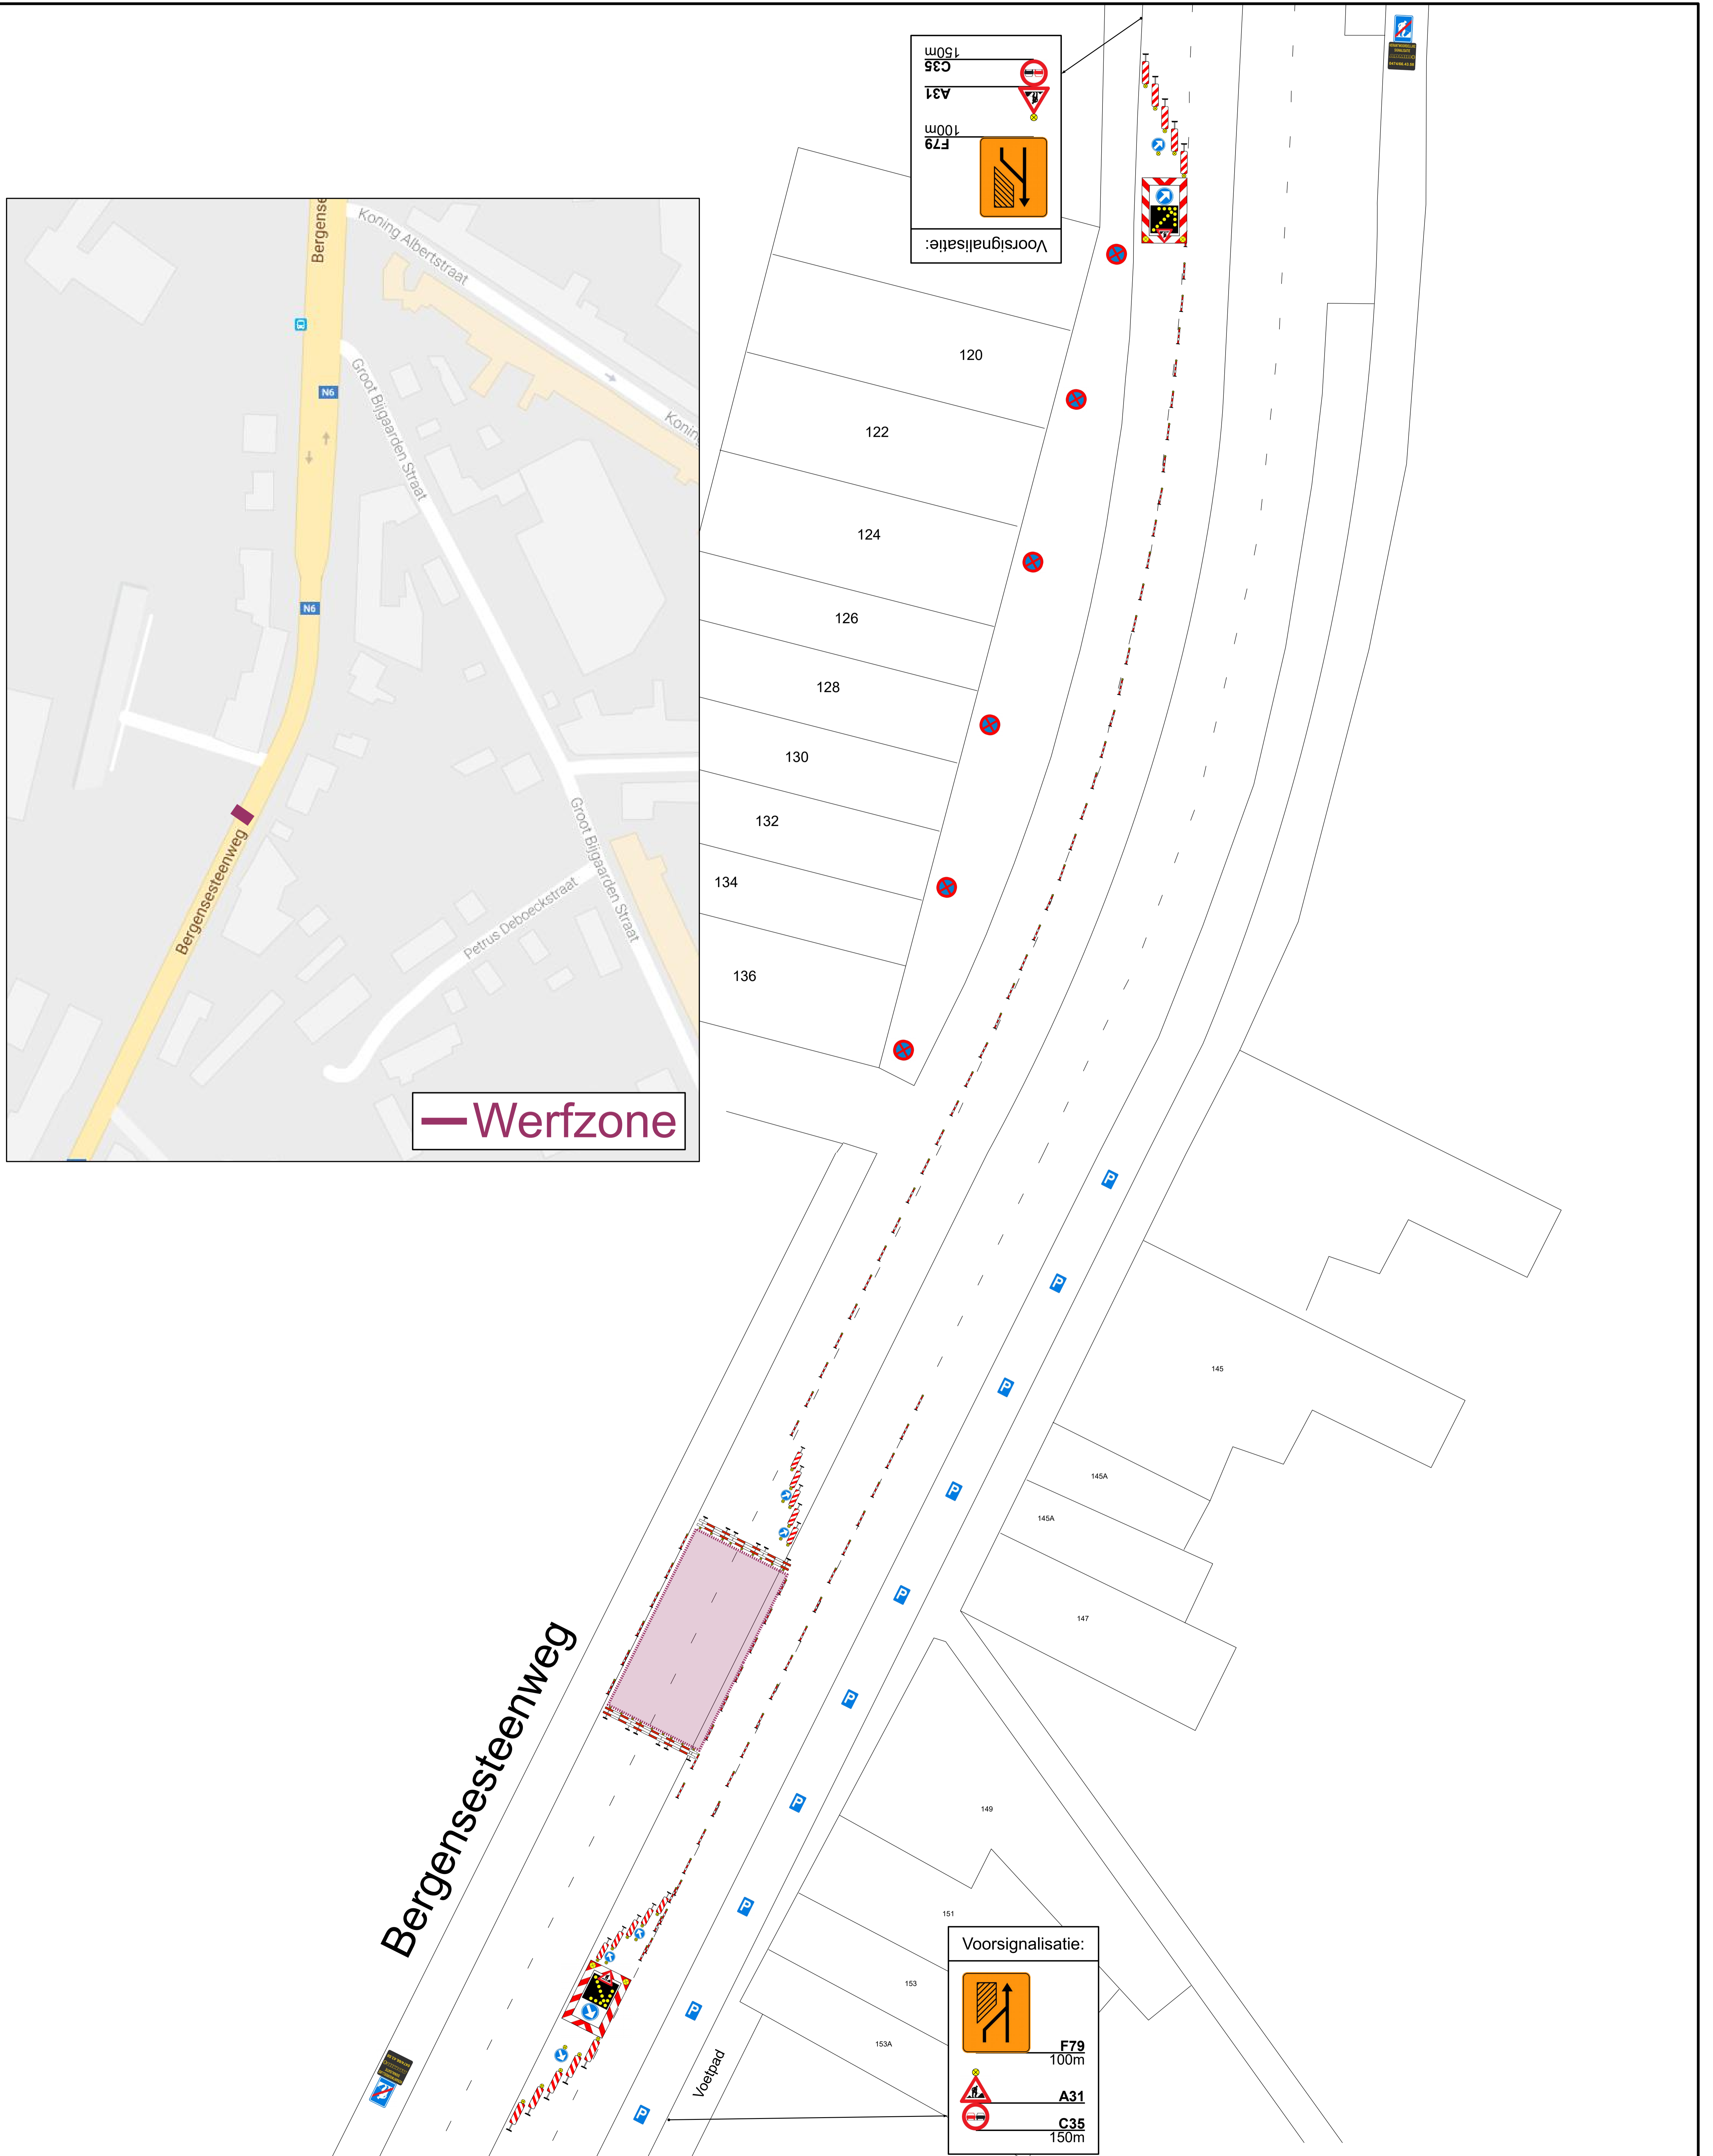 150m
C35
A31
100m
F79
Voorsignalisatie:
Bergense
Koning Albertstraat
Koning
N6
Groot Bijgaarden Straat
N6
Bergensesteenweg
Groot Bijgaarden Straat
Petrus Deboeckstraat
Werfzone
120
122
124
126
128
130
132
134
136
P
P
P
P
P
P
P
P
P
P
145
145A
145A
147
149
151
153
153A
Bergensesteenweg
Voetpad
Voorsignalisatie:
F79
100m
A31
C35
150m